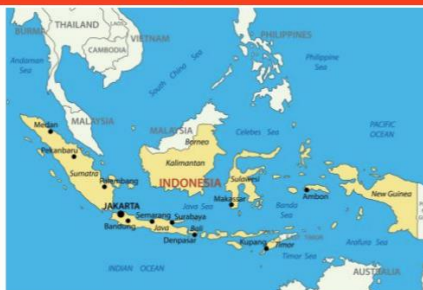 BURMA
THAILAND
LAOS
VIETNAM
CAMBODIA
PHILIPPINES
Andaman
Sea
South China Sea
Philippine
Sea
MALAYSIA
MALAYSIA
Medan
Pekanbaru
Borneo
Celebes Sea
PACIFIC
OCEAN
Kalimantan
Sumatra
Palembang
INDONESIA
Sulawesi
New Guinea
Makassar
Ambon
JAKARTA
Java Sea
Banda
Sea
Semarang
Surabaya
Bandung
Java
Bali
Denpasar
Kupang
Timor
Arafura Sea
Timor Sea
INDIAN OCEAN
AUSTRALIA